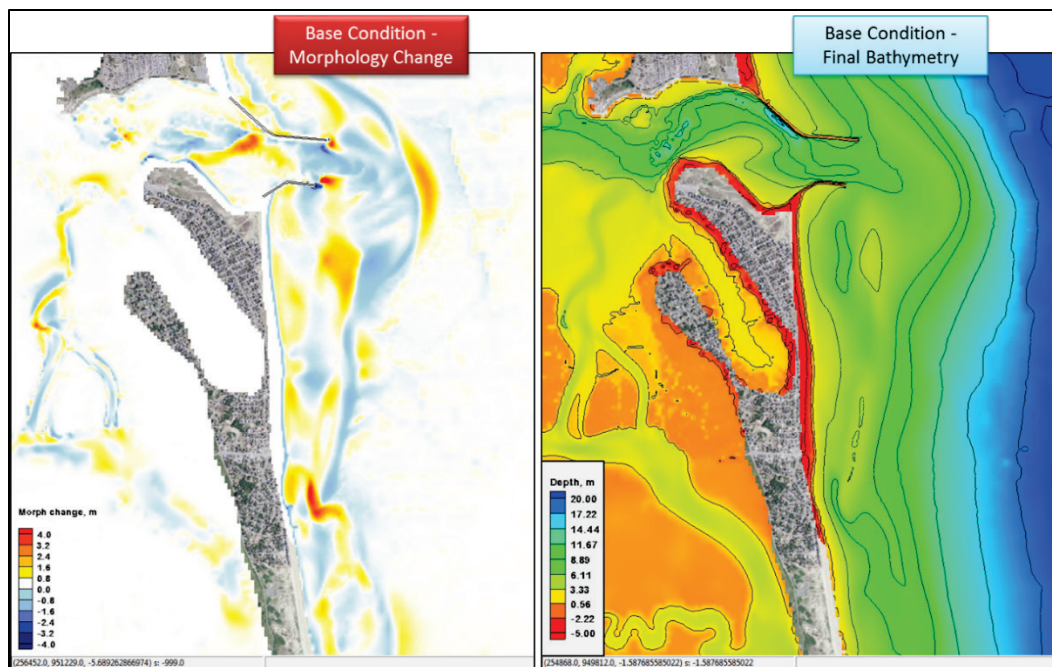 Base Condition -
Morphology Change
Base Condition -
Final Bathymetry
Morph change, m
4.0
3.2
2.4
1.6
0.8
0.0
-0.8
-1.6
-2.4
-3.2
-4.0
(256452.0, 951229.0, -5.689262866974) s: -999.0
Depth, m
20.00
17.22
14.44
11.67
8.89
6.11
3.33
0.56
-2.22
-5.00
(254868.0, 949812.0, -1.587685585022) s: -1.587685585022